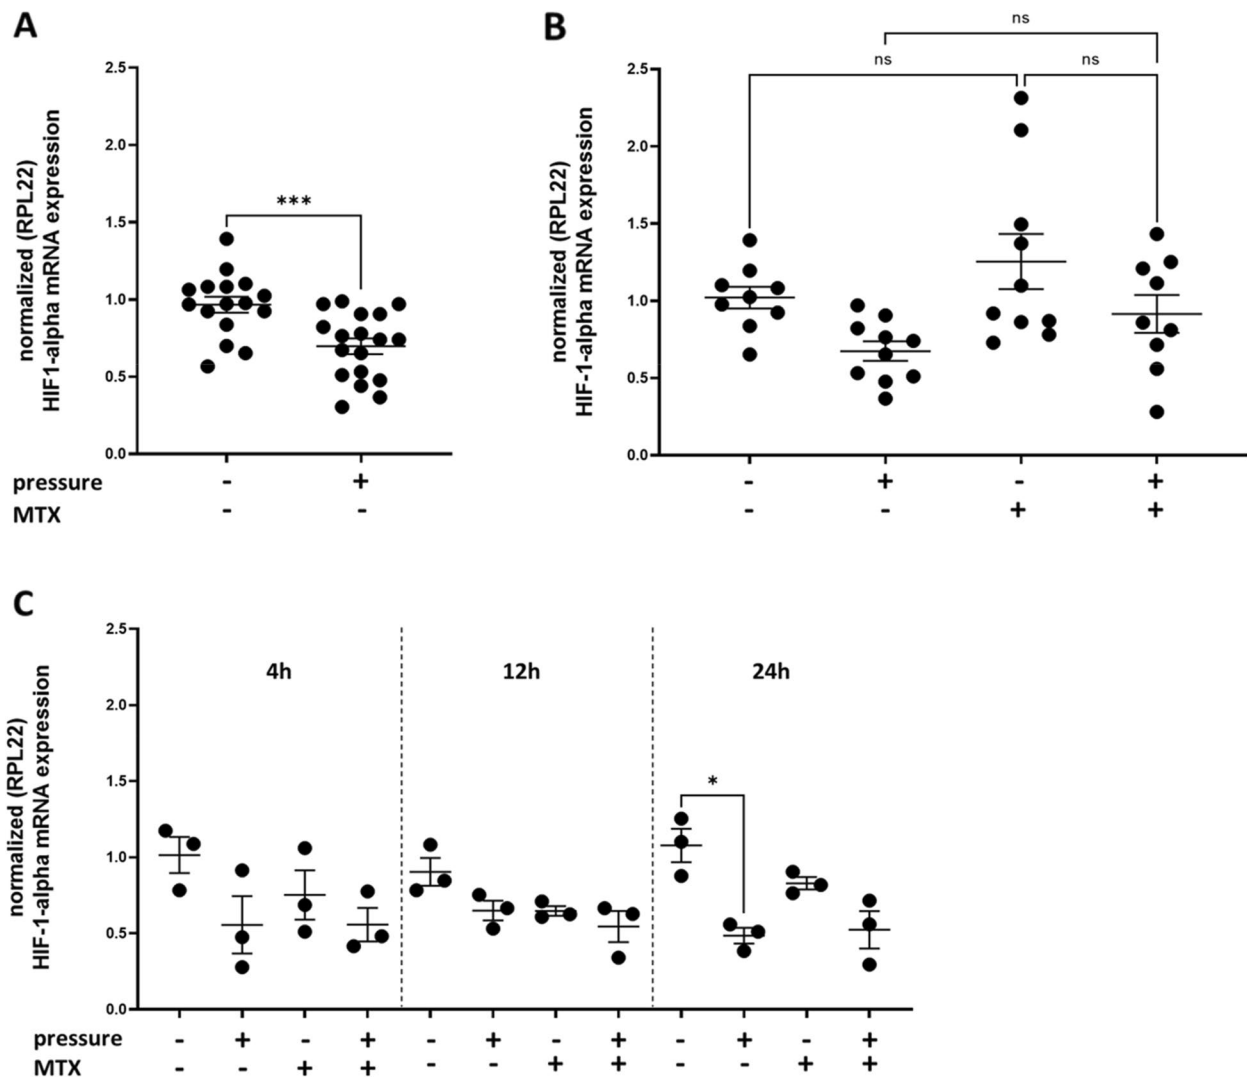 A
normalized (RPL22)
HIF1-alpha mRNA expression
2.5
2.0
1.5
1.0
0.5
0.0
***
pressure - +
MTX - -
B
normalized (RPL22)
HIF-1-alpha mRNA expression
2.5
2.0
1.5
1.0
0.5
0.0
ns
ns ns
- + - +
- - + +
C
normalized (RPL22)
HIF-1-alpha mRNA expression
2.5
2.0
1.5
1.0
0.5
0.0
4h 12h 24h
*
pressure - + - + - + - + - + - +
MTX - - + + - - + + - - + +